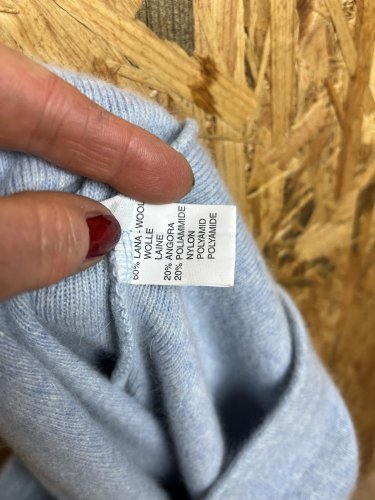 60% LANA - WOOL
WOLLE
LAINE
20% ANGORA
20% POLIAMMIDE
NYLON
POLYAMID
POLYAMIDE